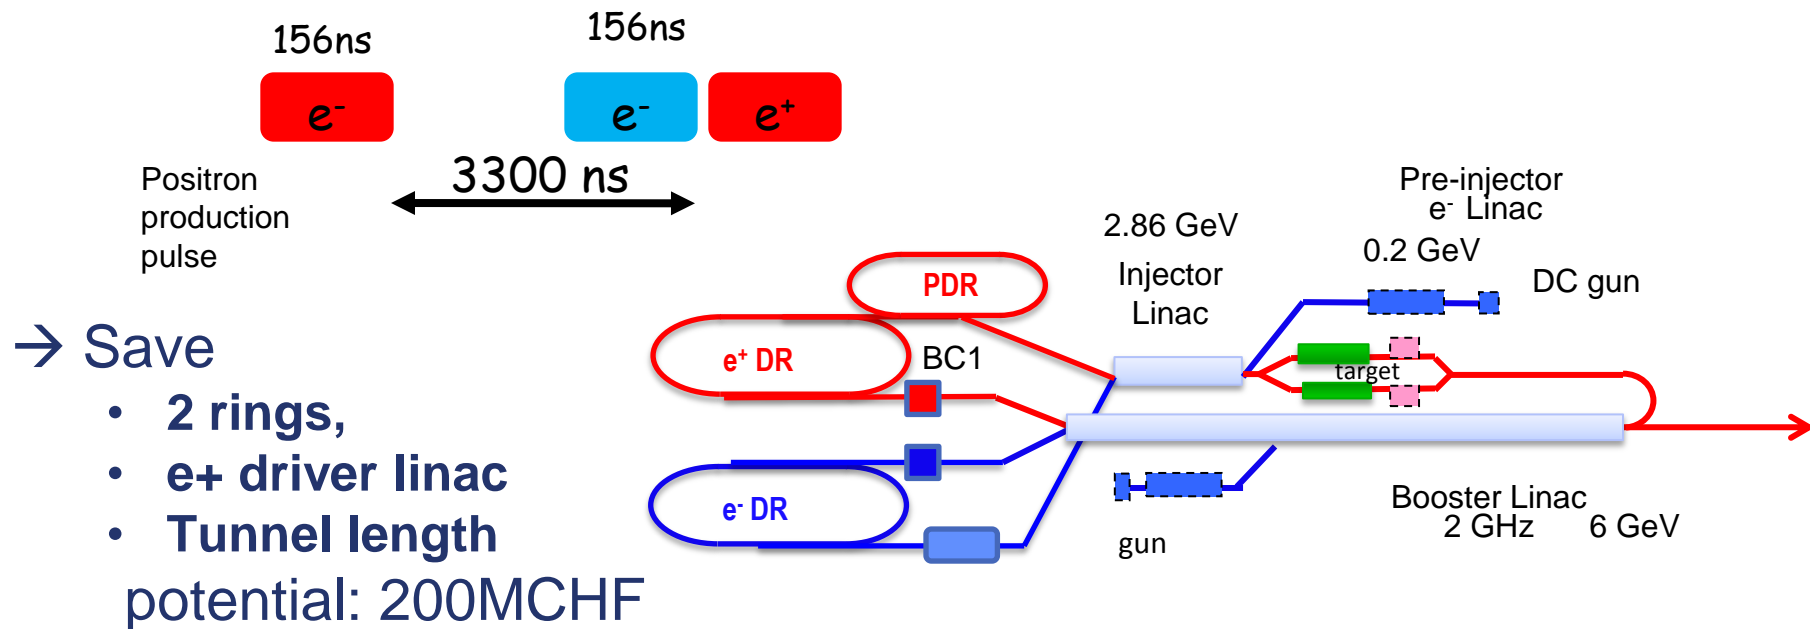 156ns
156ns
e-
e-
e+
Positron
production
pulse
3300 ns
→ Save
• 2 rings,
• e+ driver linac
• Tunnel length
potential: 200MCHF
PDR
e+ DR
BC1
e- DR
2.86 GeV
Injector
Linac
Pre-injector
e- Linac
0.2 GeV
DC gun
target
gun
Booster Linac
2 GHz 6 GeV